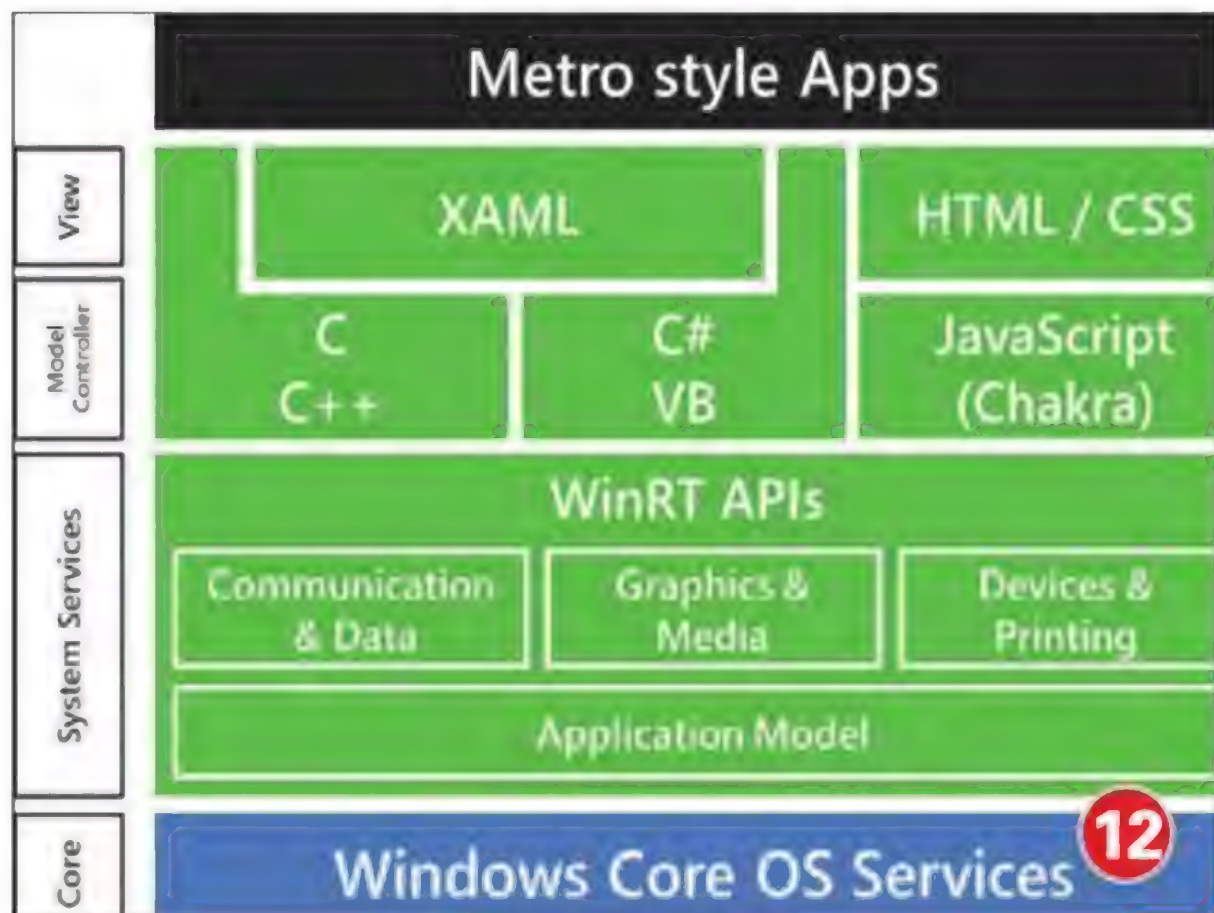 Metro style Apps
View
XAML
HTML / CSS
Model
Controller
C
C++
C#
VB
JavaScript
(Chakra)
System Services
WinRT APIs
Communication
& Data
Graphics &
Media
Devices &
Printing
Application Model
Core
Windows Core OS Services
12